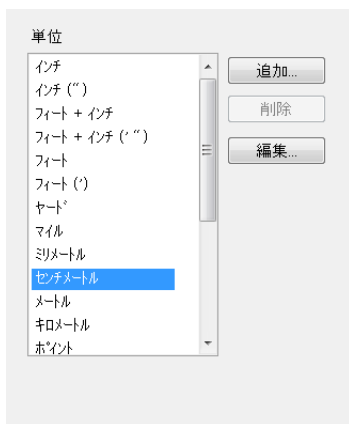 単位
インチ
インチ (˝)
フィート + インチ
フィート + インチ (' ˝)
フィート
フィート (')
ヤード
マイル
ミリメートル
センチメートル
メートル
キロメートル
ポイント
追加...
削除
編集...